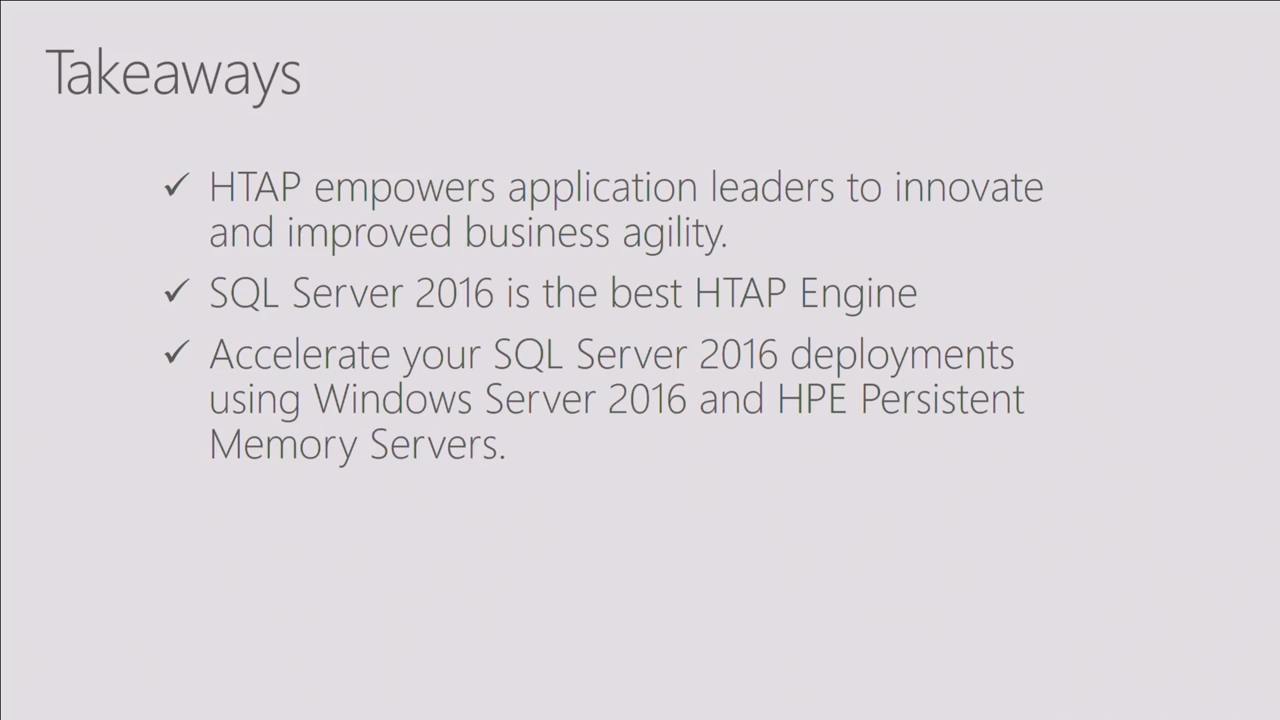 Takeaways
✓ HTAP empowers application leaders to innovate
and improved business agility.
✓ SQL Server 2016 is the best HTAP Engine
✓ Accelerate your SQL Server 2016 deployments
using Windows Server 2016 and HPE Persistent
Memory Servers.